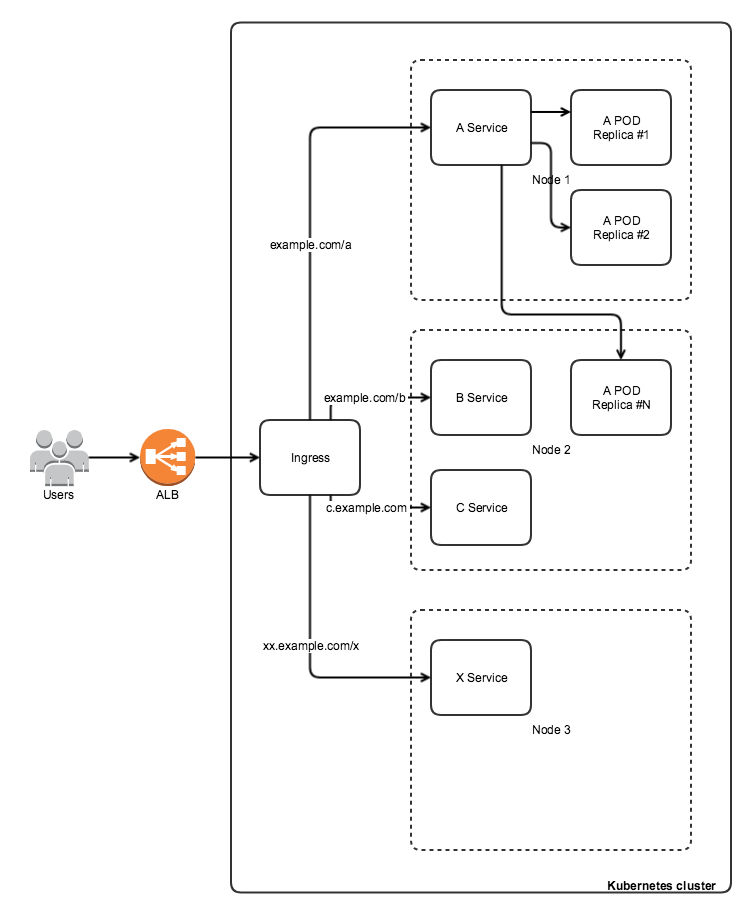 A Service
A POD
Replica #1
Node 1
A POD
Replica #2
example.com/a
example.com/b
B Service
A POD
Replica #N
Node 2
Ingress
Users
ALB
c.example.com
C Service
xx.example.com/x
X Service
Node 3
Kubernetes cluster